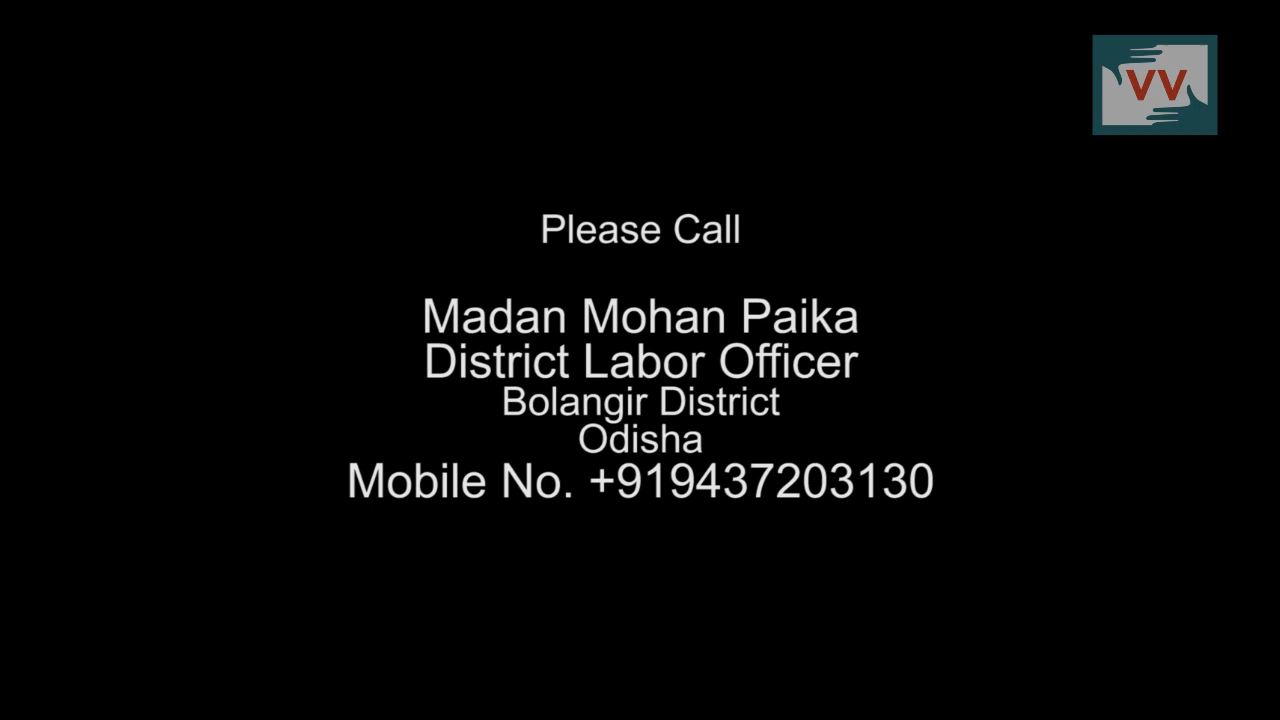 VV
Please Call
Madan Mohan Paika
District Labor Officer
Bolangir District
Odisha
Mobile No. +919437203130